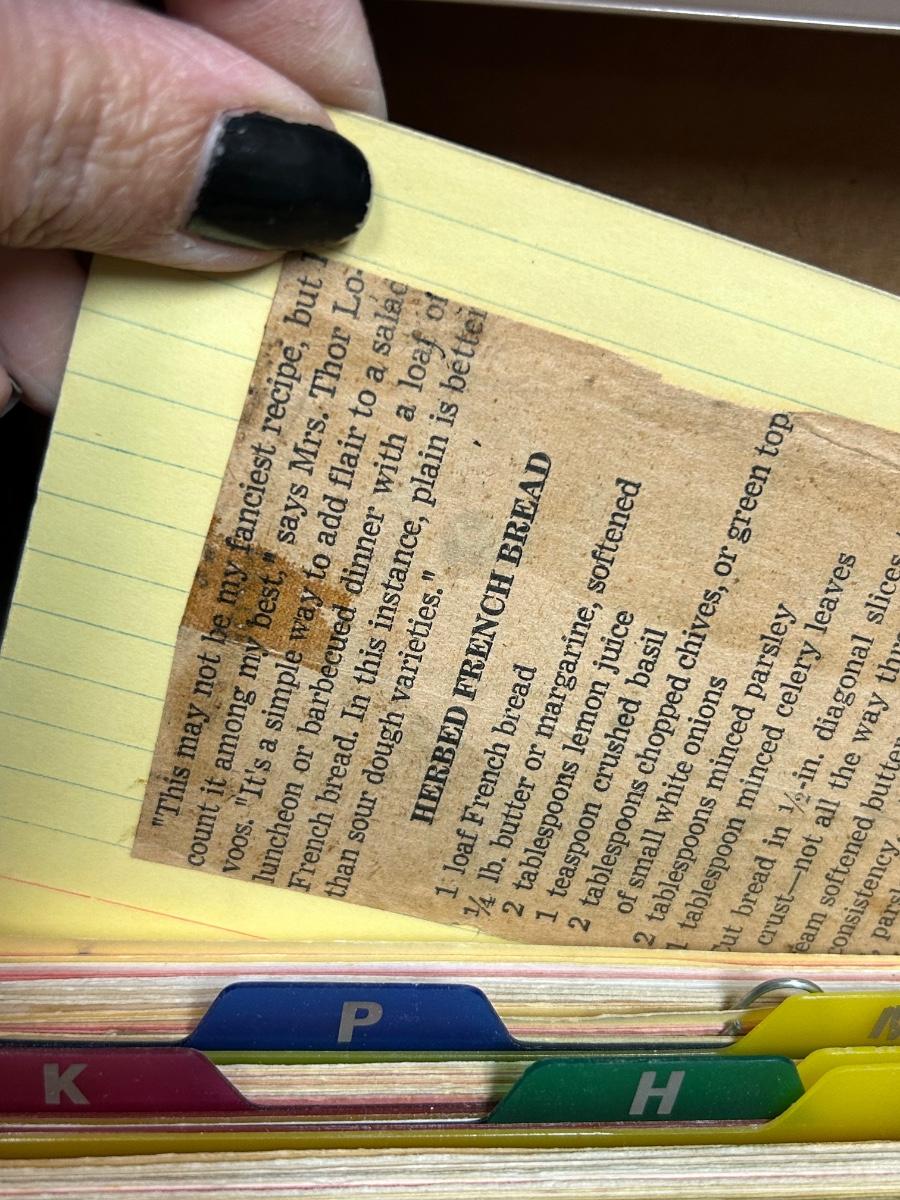 "This may not be my fanciest recipe, but I
count it among my best," says Mrs. Thor Lo-
voos. "It's a simple way to add flair to a salad
luncheon or barbecued dinner with a loaf of
French bread. In this instance, plain is better
than sour dough varieties."
HERBED FRENCH BREAD
1 loaf French bread
¼ lb. butter or margarine, softened
2 tablespoons lemon juice
1 teaspoon crushed basil
2 tablespoons chopped chives, or green top
of small white onions
2 tablespoons minced parsley
1 tablespoon minced celery leaves
ut bread in ½-in. diagonal slices
crust—not all the way thr
eam softened butter
onsistency.
P
K
H